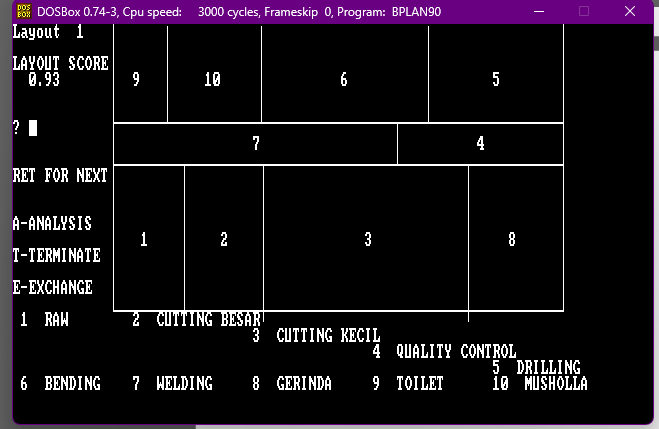 DOSBox 0.74-3, Cpu speed: 3000 cycles, Frameskip 0, Program: BPLAN90
Layout 1
LAYOUT SCORE
0.93
9 10 6 5
? 
7 4
RET FOR NEXT
A-ANALYSIS
1 2 3 8
T-TERMINATE
E-EXCHANGE
1 RAW 2 CUTTING BESAR
3 CUTTING KECIL
4 QUALITY CONTROL
5 DRILLING
6 BENDING 7 WELDING 8 GERINDA 9 TOILET 10 MUSHOLLA